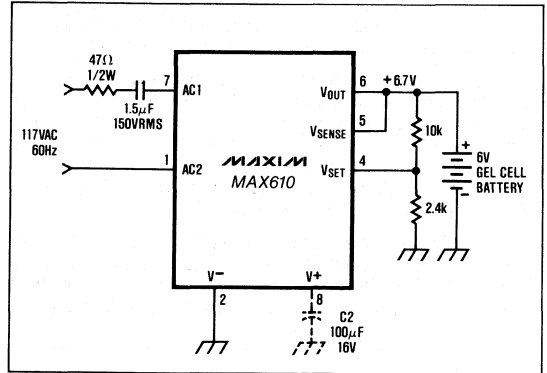 47Ω
1/2W
1.5µF
150VRMS
117VAC
60Hz
7
AC1
1
AC2
MAXIM
MAX610
VOUT
6
+ 6.7V
VSENSE
5
VSET
4
10k
2.4k
+
6V
GEL CELL
BATTERY
−
V−
2
V+
8
C2
100µF
16V